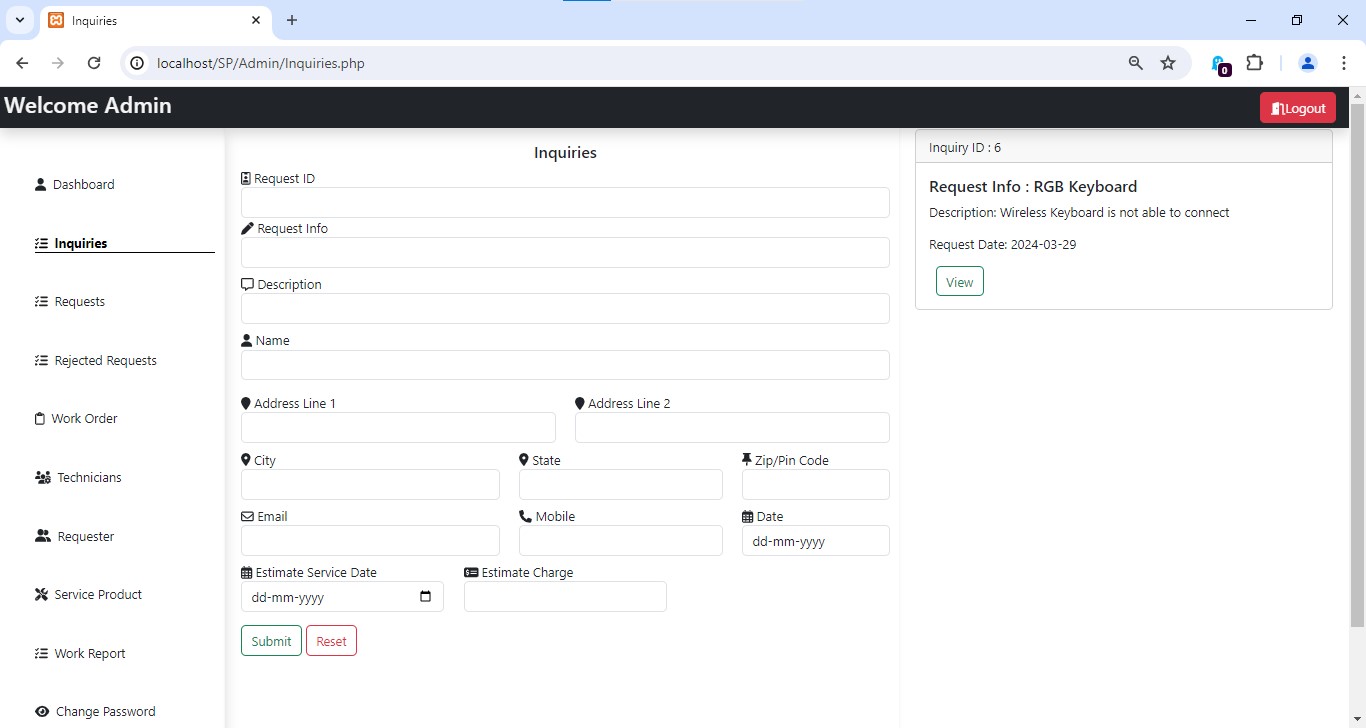 Inquiries
localhost/SP/Admin/Inquiries.php
0
Welcome Admin
Logout
Dashboard
Inquiries
Requests
Rejected Requests
Work Order
Technicians
Requester
Service Product
Work Report
Change Password
Inquiries
Request ID
Request Info
Description
Name
Address Line 1 Address Line 2
City State Zip/Pin Code
Email Mobile Date
dd-mm-yyyy
Estimate Service Date Estimate Charge
dd-mm-yyyy
Submit Reset
Inquiry ID : 6
Request Info : RGB Keyboard
Description: Wireless Keyboard is not able to connect
Request Date: 2024-03-29
View